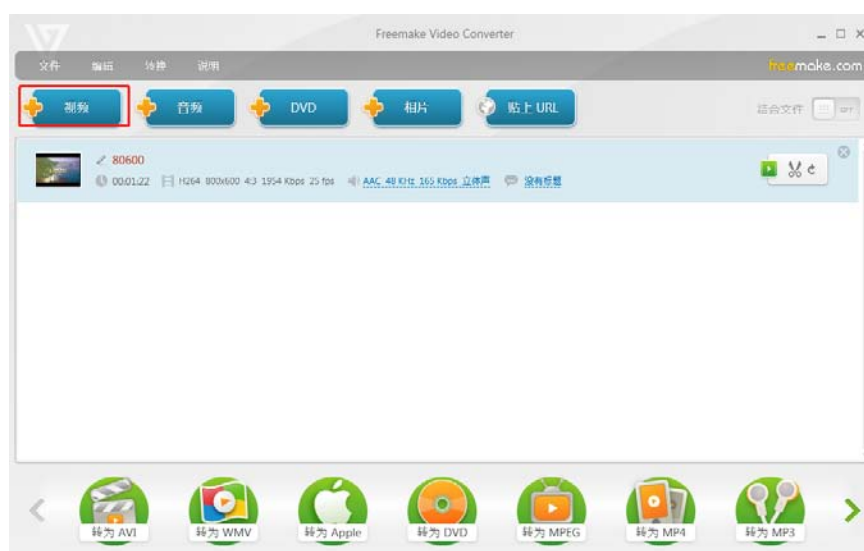 Freemake Video Converter
文件 编辑 转换 说明
freemake.com
视频 音频 DVD 相片 贴上 URL
结合文件 OFF
80600
00:01:22 H264 800x600 4:3 1954 Kbps 25 fps AAC 48 KHz 165 Kbps 立体声 没有标题
转为 AVI 转为 WMV 转为 Apple 转为 DVD 转为 MPEG 转为 MP4 转为 MP3